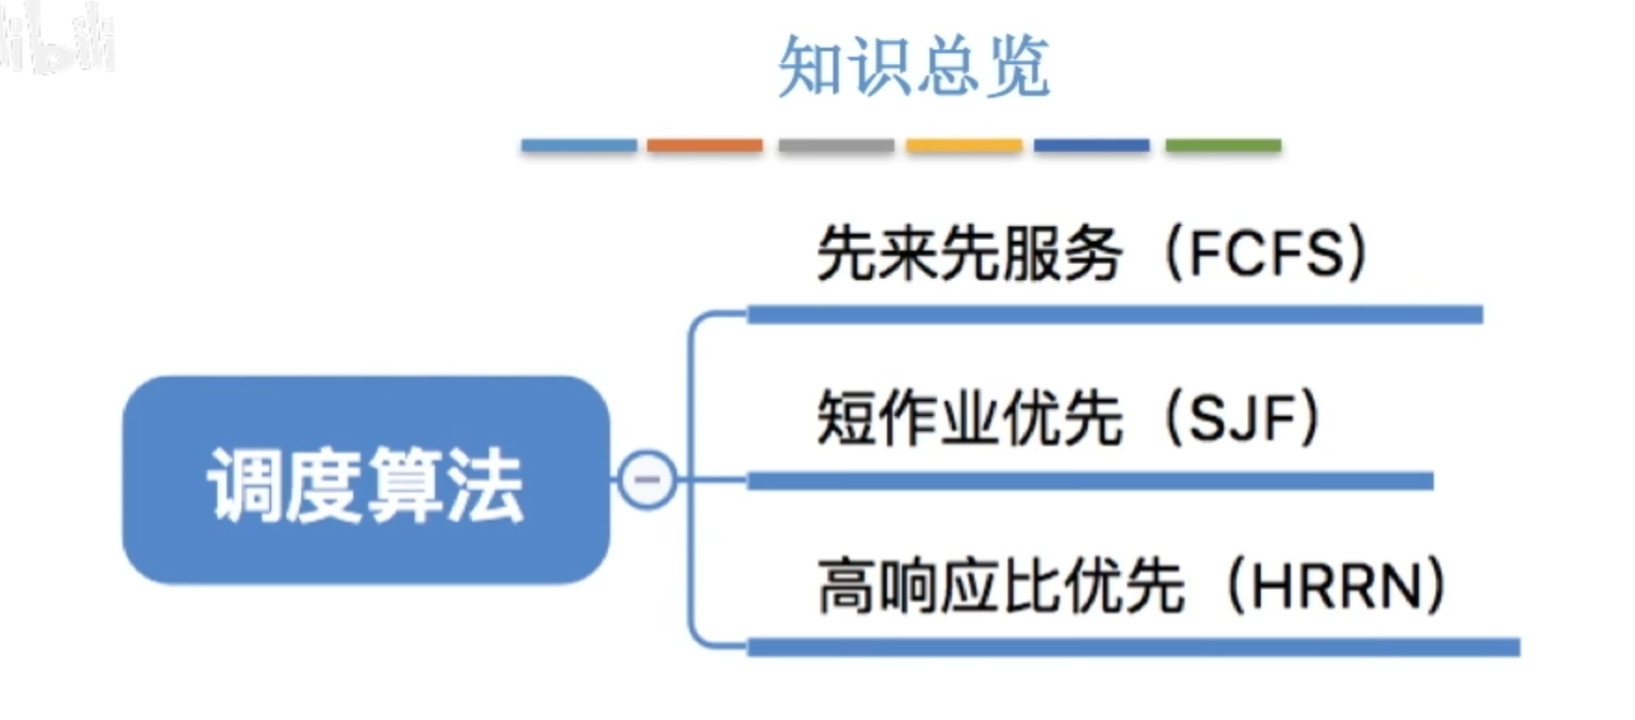 知识总览
先来先服务（FCFS）
短作业优先（SJF）
调度算法
高响应比优先（HRRN）